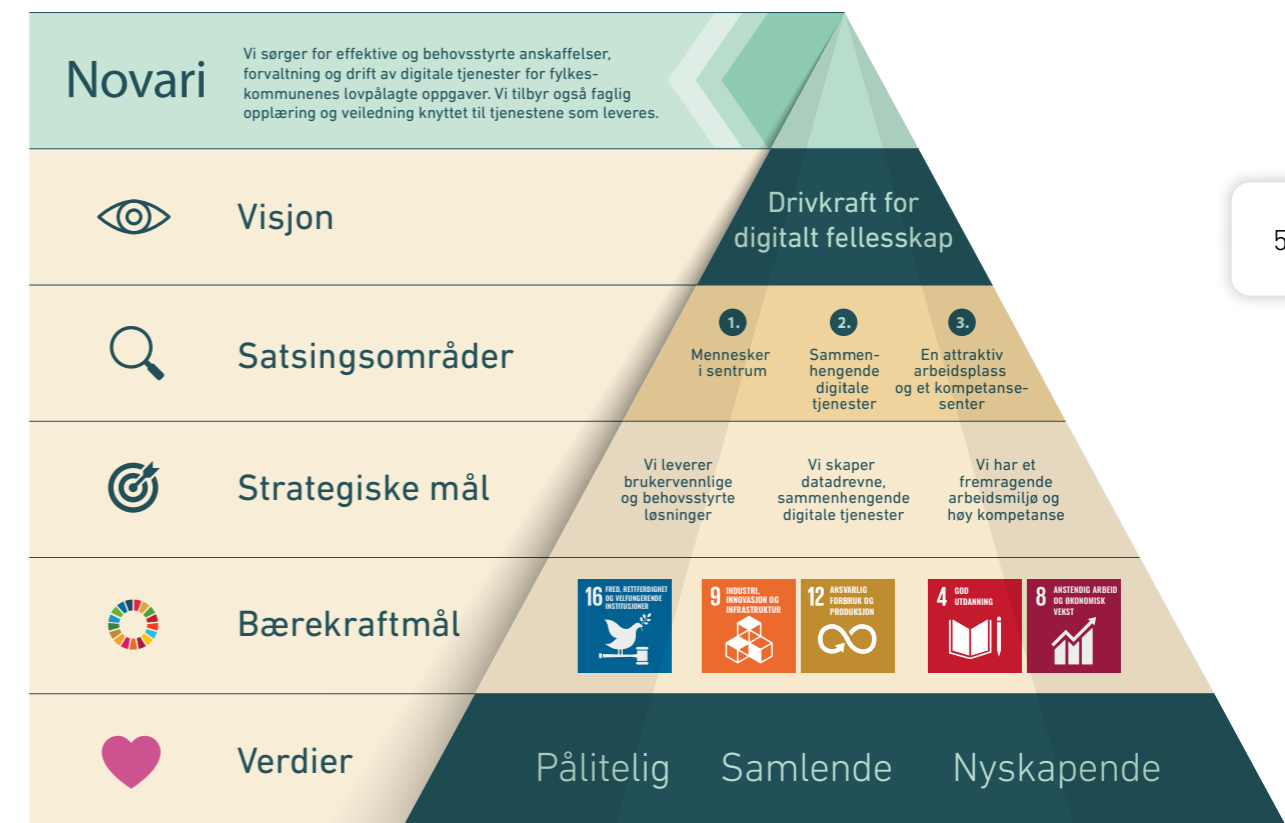 Novari
Vi sørger for effektive og behovsstyrte anskaffelser,
forvaltning og drift av digitale tjenester for fylkes-
kommunenes lovpålagte oppgaver. Vi tilbyr også faglig
opplæring og veiledning knyttet til tjenestene som leveres.
Visjon
Drivkraft for
digitalt fellesskap
5
Satsingsområder
1.
Mennesker
i sentrum
2.
Sammen-
hengende
digitale
tjenester
3.
En attraktiv
arbeidsplass
og et kompetanse-
senter
Strategiske mål
Vi leverer
brukervennlige
og behovsstyrte
løsninger
Vi skaper
datadrevne,
sammenhengende
digitale tjenester
Vi har et
fremragende
arbeidsmiljø og
høy kompetanse
Bærekraftmål
16 FRED, RETTFERDIGHET
OG VELFUNGERENDE
INSTITUSJONER
9 INDUSTRI,
INNOVASJON OG
INFRASTRUKTUR
12 ANSVARLIG
FORBRUK OG
PRODUKSJON
4 GOD
UTDANNING
8 ANSTENDIG ARBEID
OG ØKONOMISK
VEKST
Verdier
Pålitelig
Samlende
Nyskapende